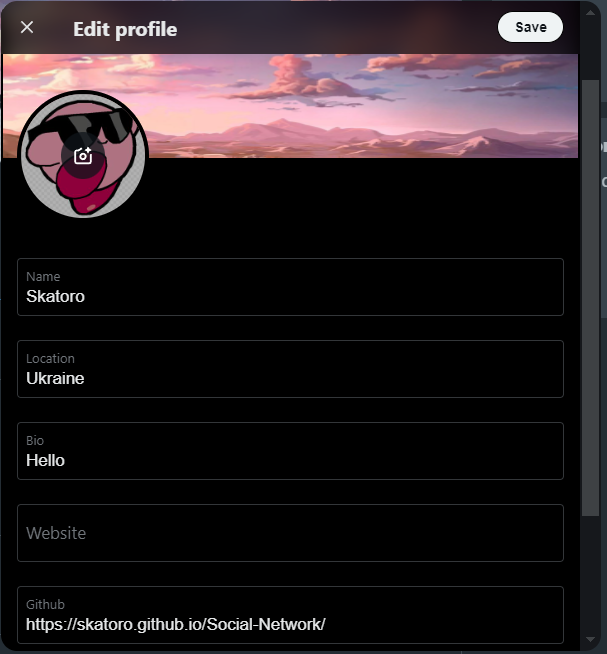 Edit profile
Save
Name
Skatoro
Location
Ukraine
Bio
Hello
Website
Github
https://skatoro.github.io/Social-Network/